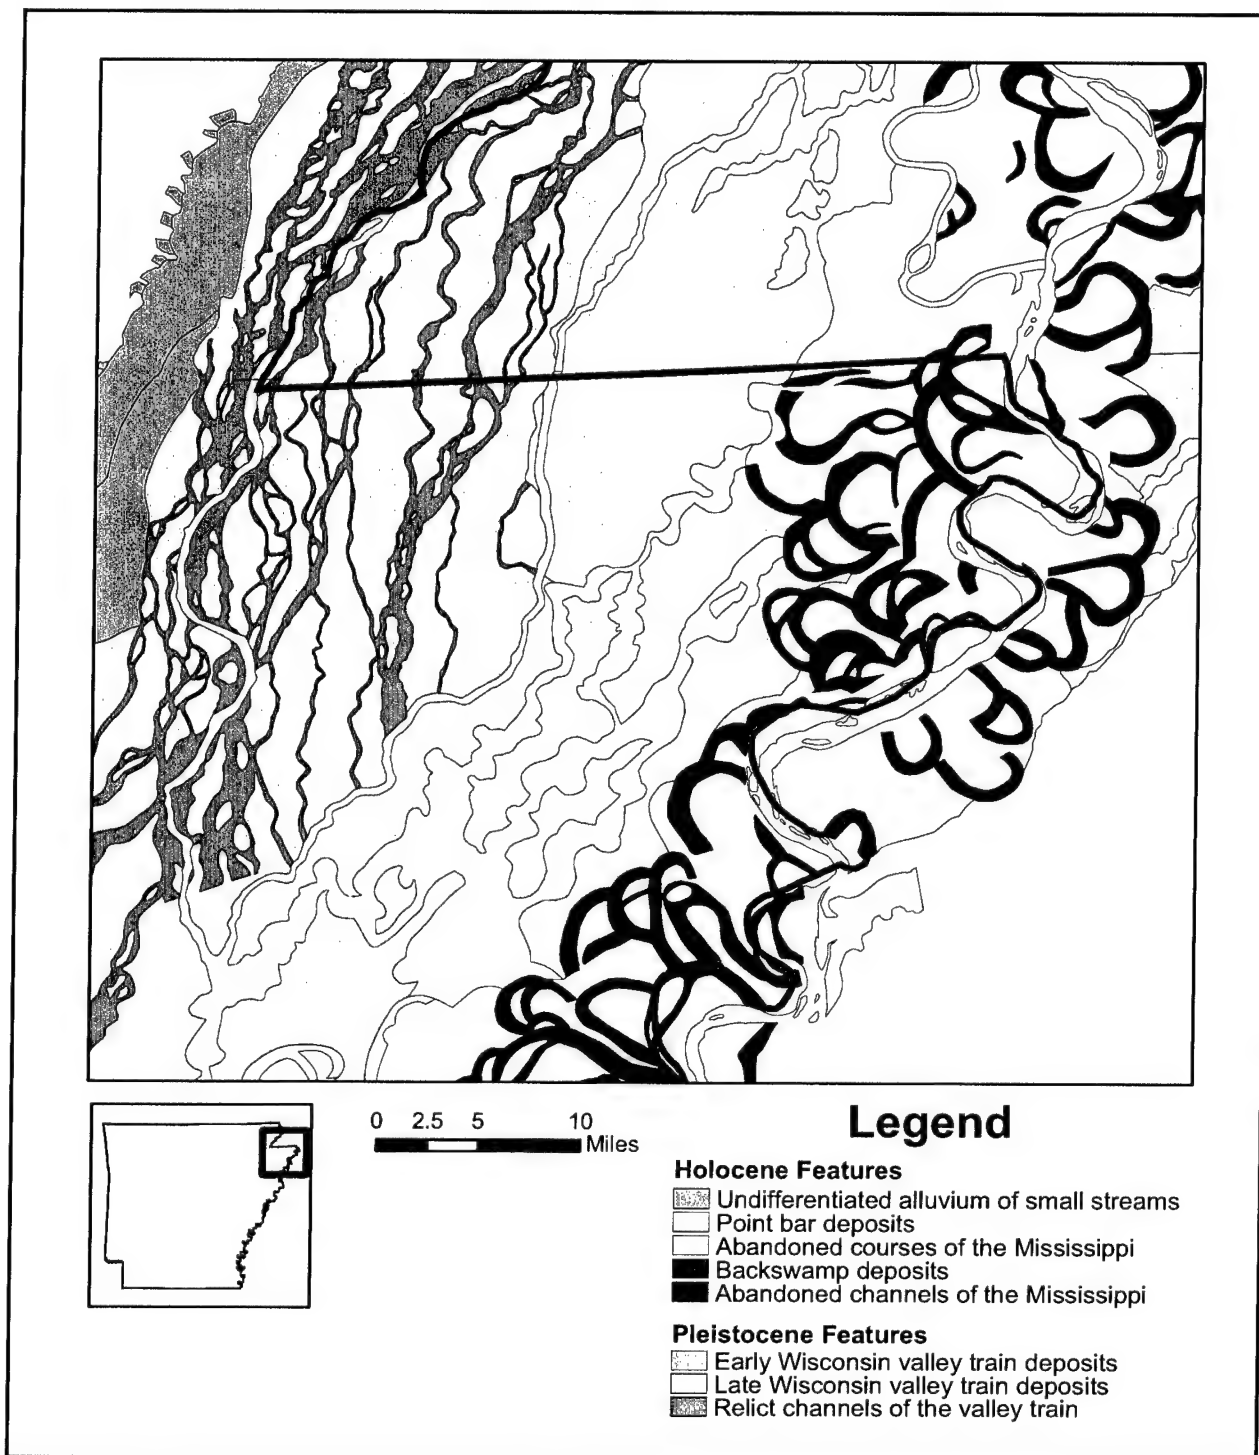 0 2.5 5 10
Miles
Legend
Holocene Features
Undifferentiated alluvium of small streams
Point bar deposits
Abandoned courses of the Mississippi
Backswamp deposits
Abandoned channels of the Mississippi
Pleistocene Features
Early Wisconsin valley train deposits
Late Wisconsin valley train deposits
Relict channels of the valley train